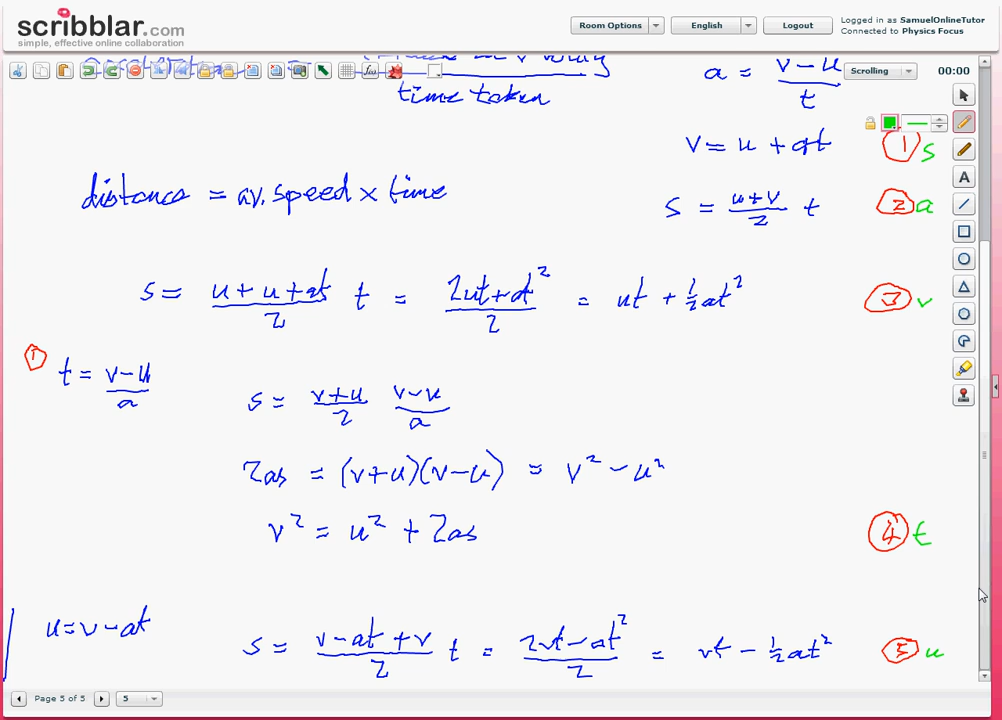 scribblar.com
simple, effective online collaboration
Room Options
English
Logout
Logged in as SamuelOnlineTutor
Connected to Physics Focus
Scrolling
00:00
time taken
a = v-u/t
v = u + at ① s
distance = av. speed × time
s = u+v/2 t ② a
s = u+u+at/2 t = 2ut+at²/2 = ut + ½at² ③ v
① t = v-u/a
s = v+u/2 v-u/a
2as = (v+u)(v-u) = v² - u²
v² = u² + 2as ④ t
u = v-at
s = v-at+v/2 t = 2vt-at²/2 = vt - ½at² ⑤ u
Page 5 of 5
5